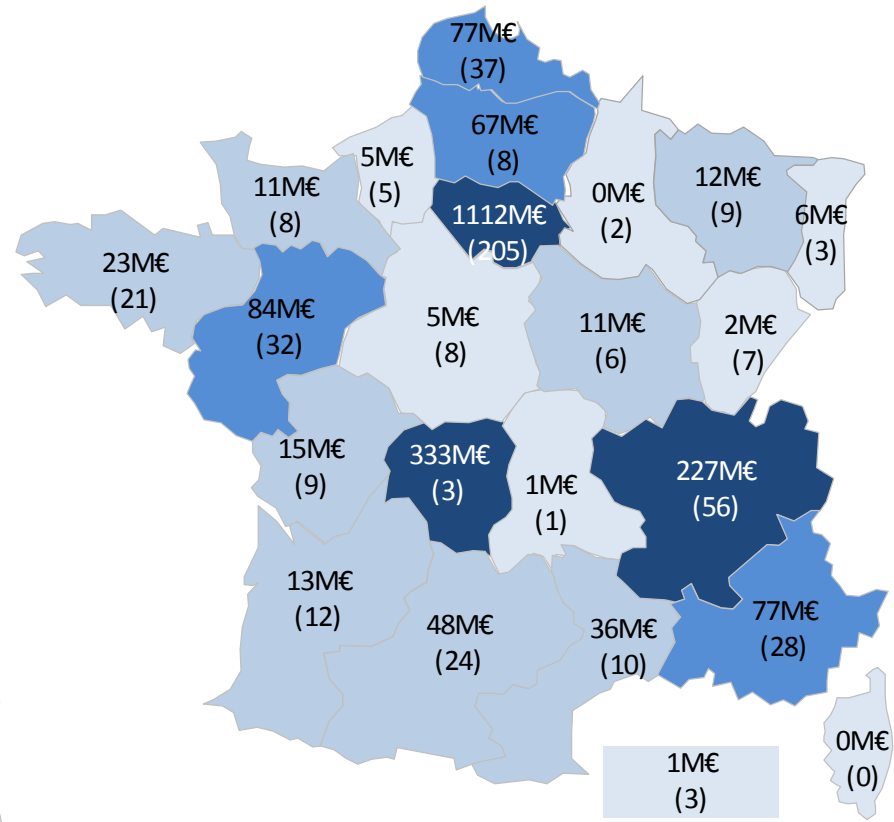 77M€
(37)
67M€
(8)
5M€
(5)
11M€
(8)
1112M€
(205)
0M€
(2)
12M€
(9)
6M€
(3)
23M€
(21)
84M€
(32)
5M€
(8)
11M€
(6)
2M€
(7)
15M€
(9)
333M€
(3)
1M€
(1)
227M€
(56)
13M€
(12)
48M€
(24)
36M€
(10)
77M€
(28)
1M€
(3)
0M€
(0)